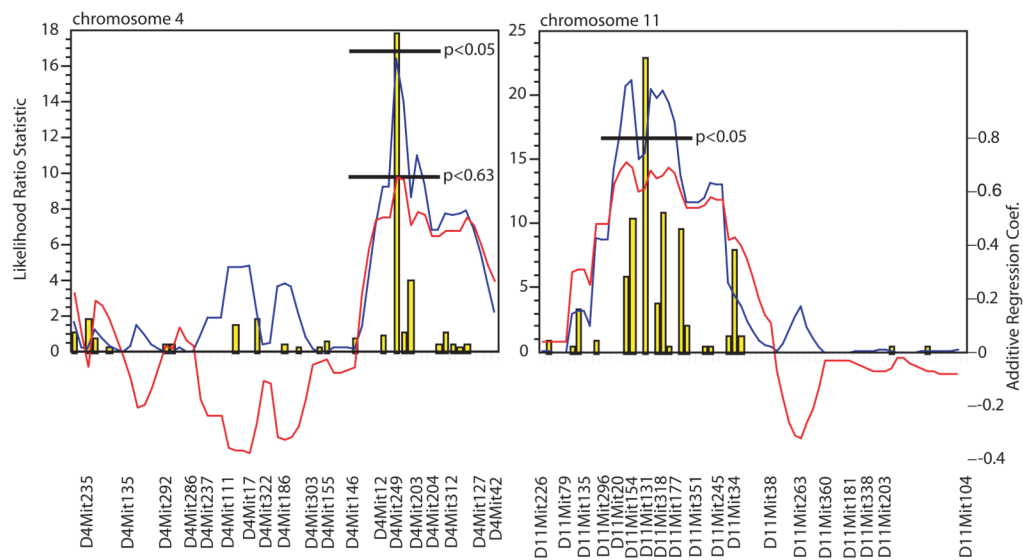 chromosome 4
chromosome 11
Likelihood Ratio Statistic
18
16
14
12
10
8
6
4
2
0
p<0.05
p<0.63
25
20
15
10
5
0
p<0.05
0.8
0.6
0.4
0.2
0
-0.2
-0.4
Additive Regression Coef.
D4Mit235
D4Mit135
D4Mit292
D4Mit286
D4Mit237
D4Mit111
D4Mit17
D4Mit322
D4Mit186
D4Mit303
D4Mit155
D4Mit146
D4Mit12
D4Mit249
D4Mit203
D4Mit204
D4Mit312
D4Mit127
D4Mit42
D11Mit226
D11Mit79
D11Mit135
D11Mit296
D11Mit20
D11Mit154
D11Mit131
D11Mit318
D11Mit177
D11Mit351
D11Mit245
D11Mit34
D11Mit38
D11Mit263
D11Mit360
D11Mit181
D11Mit338
D11Mit203
D11Mit104